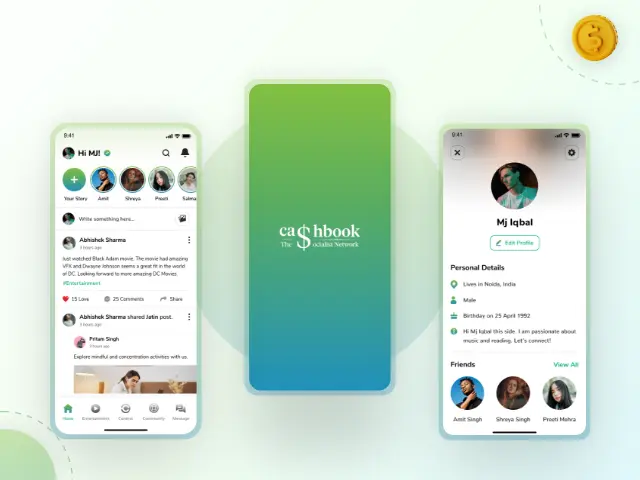 9:41
Hi MJ!
Your Story
Amit
Shreya
Preeti
Salma
Write something here...
Abhishek Sharma
3 hours ago
Just watched Black Adam movie. The movie had amazing
VFX and Dwayne Johnson seems a great fit in the world
of DC. Looking forward to more amazing DC Movies.
#Entertainment
15 Love
25 Comments
Share
Abhishek Sharma shared Jatin post.
3 hours ago
Pritam Singh
Explore mindful and concentration activities with us.
Home
Community
Message
ca$hbook
The $ocialist Network
9:41
Mj Iqbal
Edit Profile
Personal Details
Lives in Noida, India
Male
Birthday on 25 April 1992
Hi Mj Iqbal this side. I am passionate about
music and reading. Let's connect!
Friends
View All
Amit Singh
Shreya Singh
Preeti Mehra